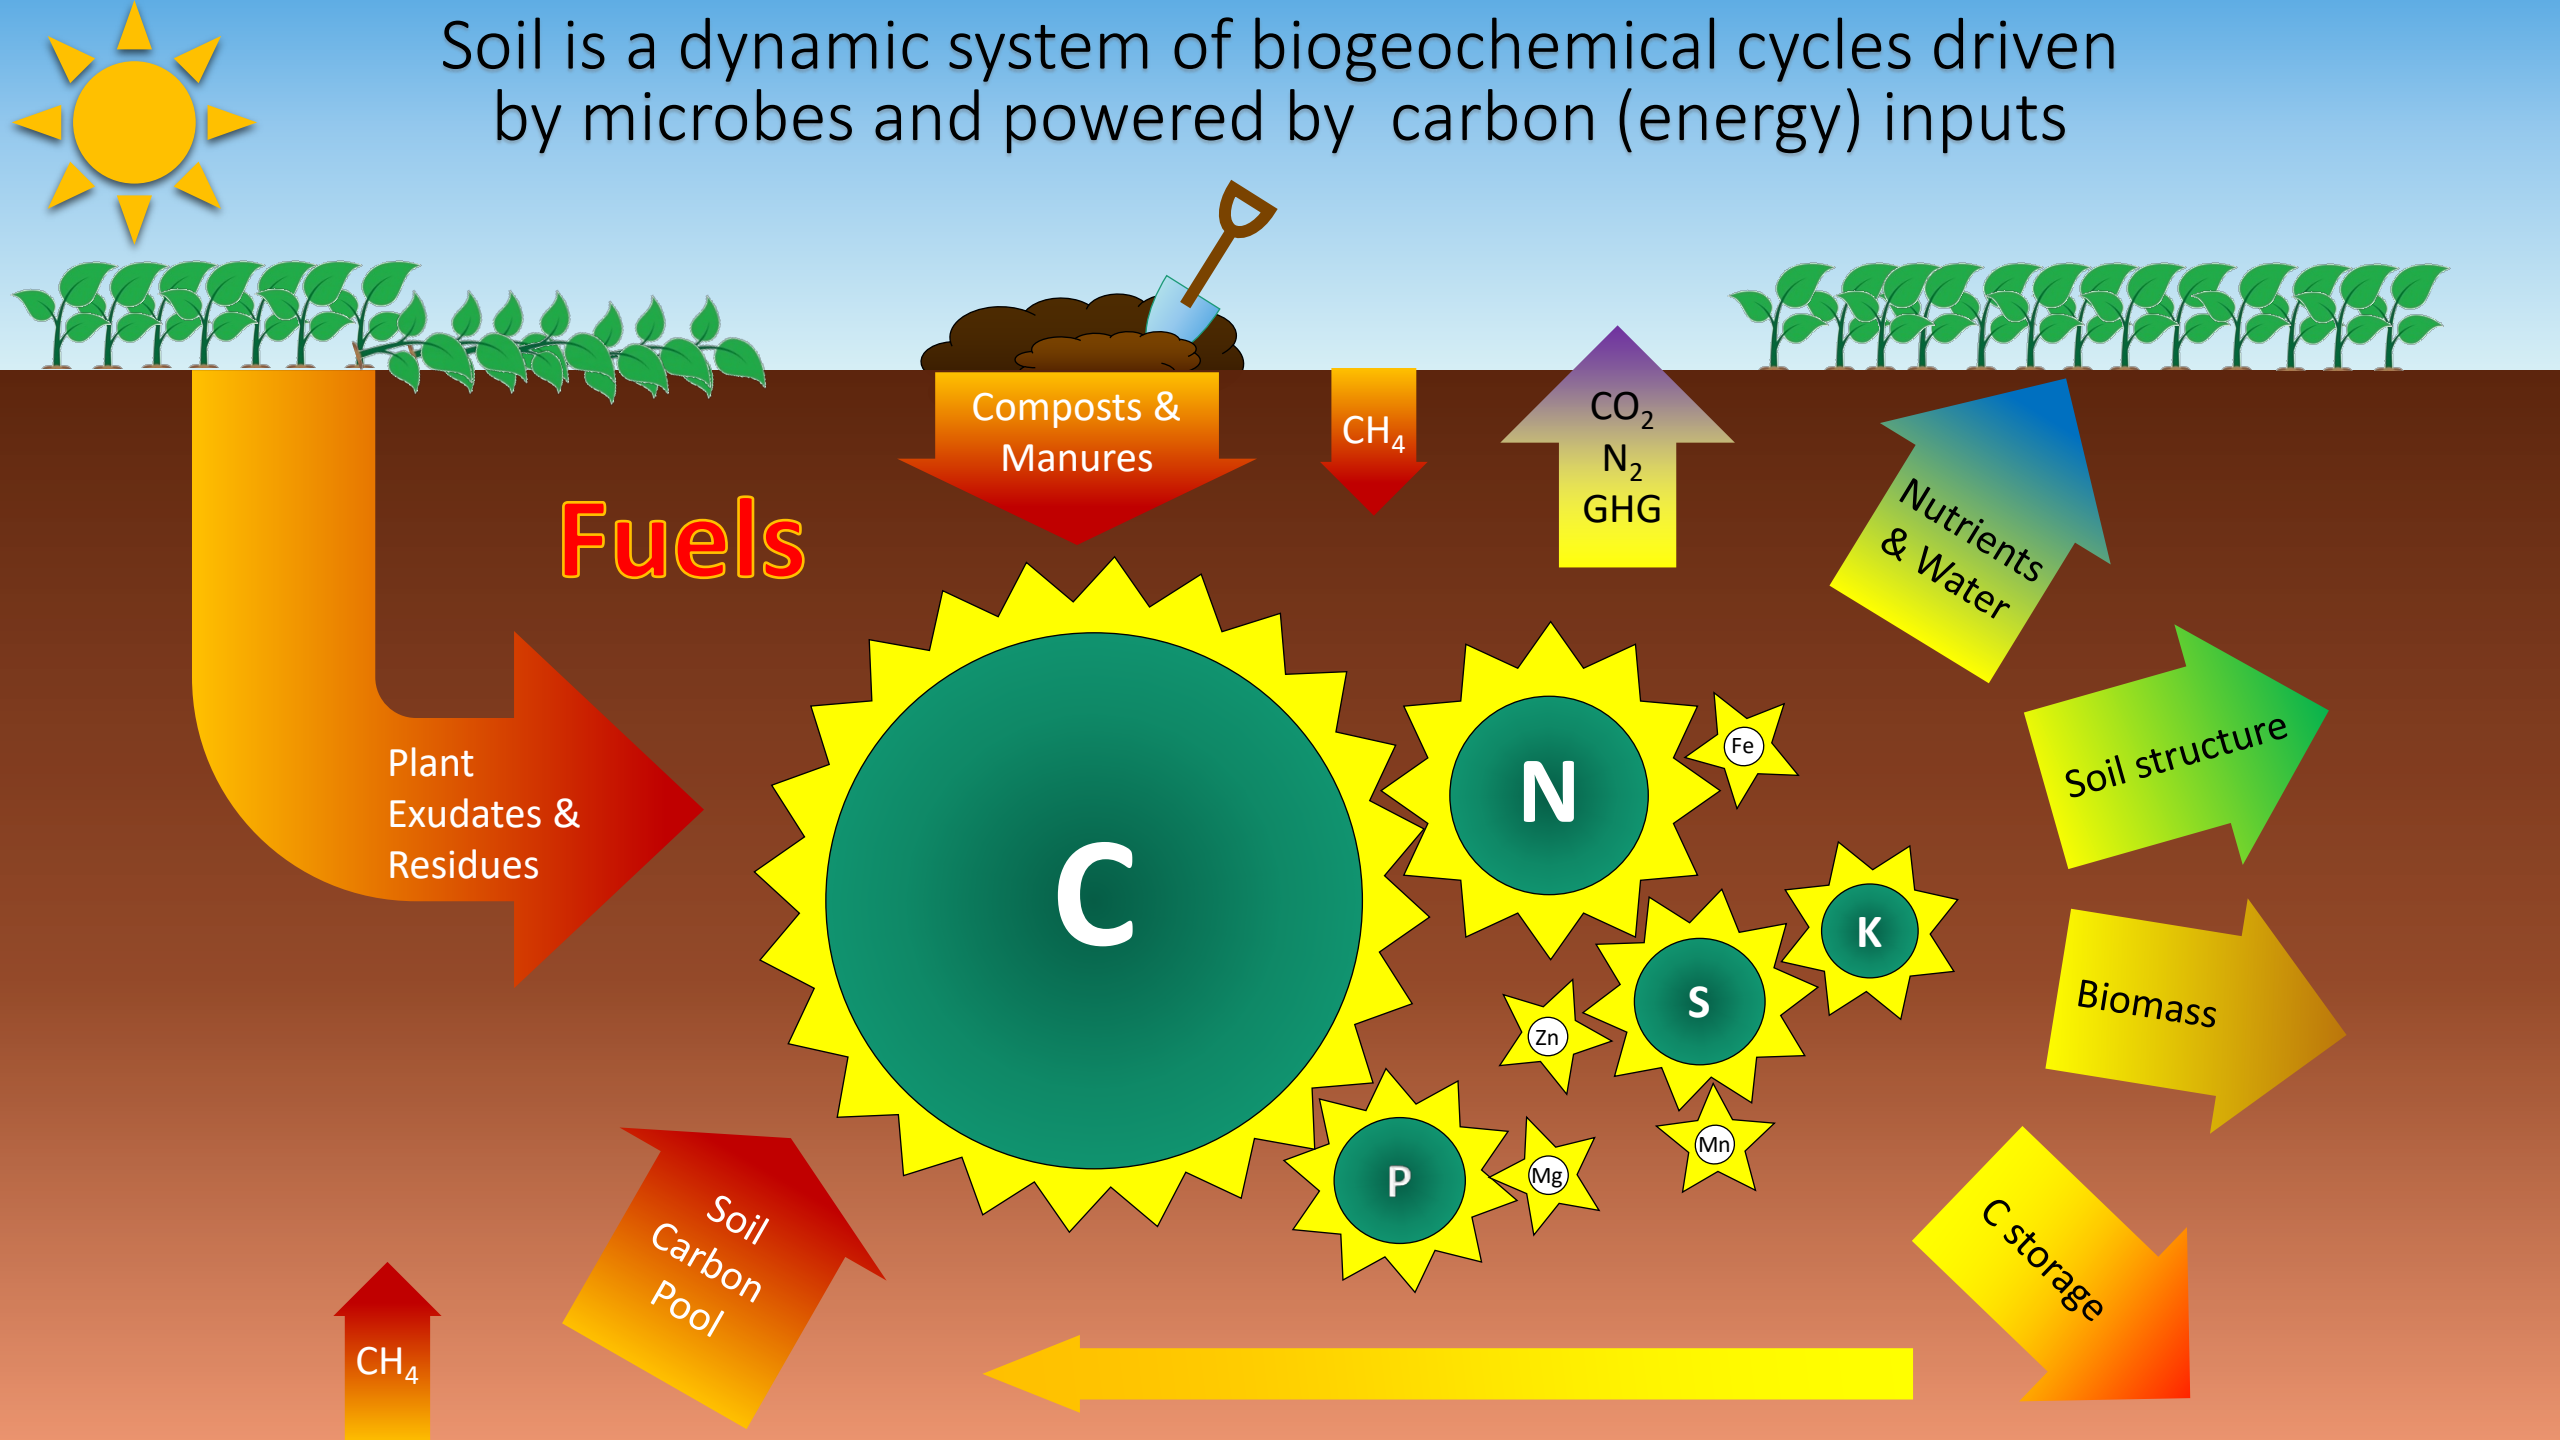 Soil is a dynamic system of biogeochemical cycles driven
by microbes and powered by  carbon (energy) inputs
Composts &
Manures
CH₄
CO₂
N₂
GHG
Nutrients
& Water
Fuels
Plant
Exudates &
Residues
C
N
Fe
Soil structure
K
S
Zn
Biomass
P
Mg
Mn
Soil
Carbon
Pool
C storage
CH₄